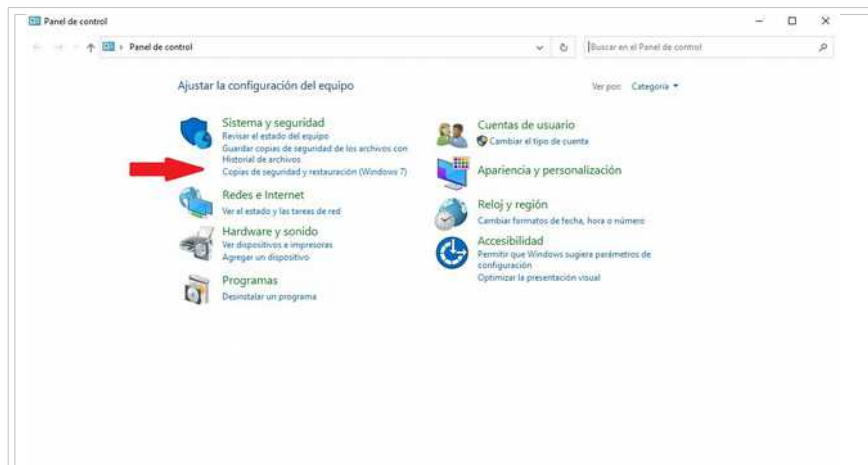 Panel de control
Panel de control
Buscar en el Panel de control
Ajustar la configuración del equipo
Ver por: Categoría
Sistema y seguridad
Revisar el estado del equipo
Guardar copias de seguridad de los archivos con
Historial de archivos
Copias de seguridad y restauración (Windows 7)
Redes e Internet
Ver el estado y las tareas de red
Hardware y sonido
Ver dispositivos e impresoras
Agregar un dispositivo
Programas
Desinstalar un programa
Cuentas de usuario
Cambiar el tipo de cuenta
Apariencia y personalización
Reloj y región
Cambiar formatos de fecha, hora o número
Accesibilidad
Permitir que Windows sugiera parámetros de
configuración
Optimizar la presentación visual